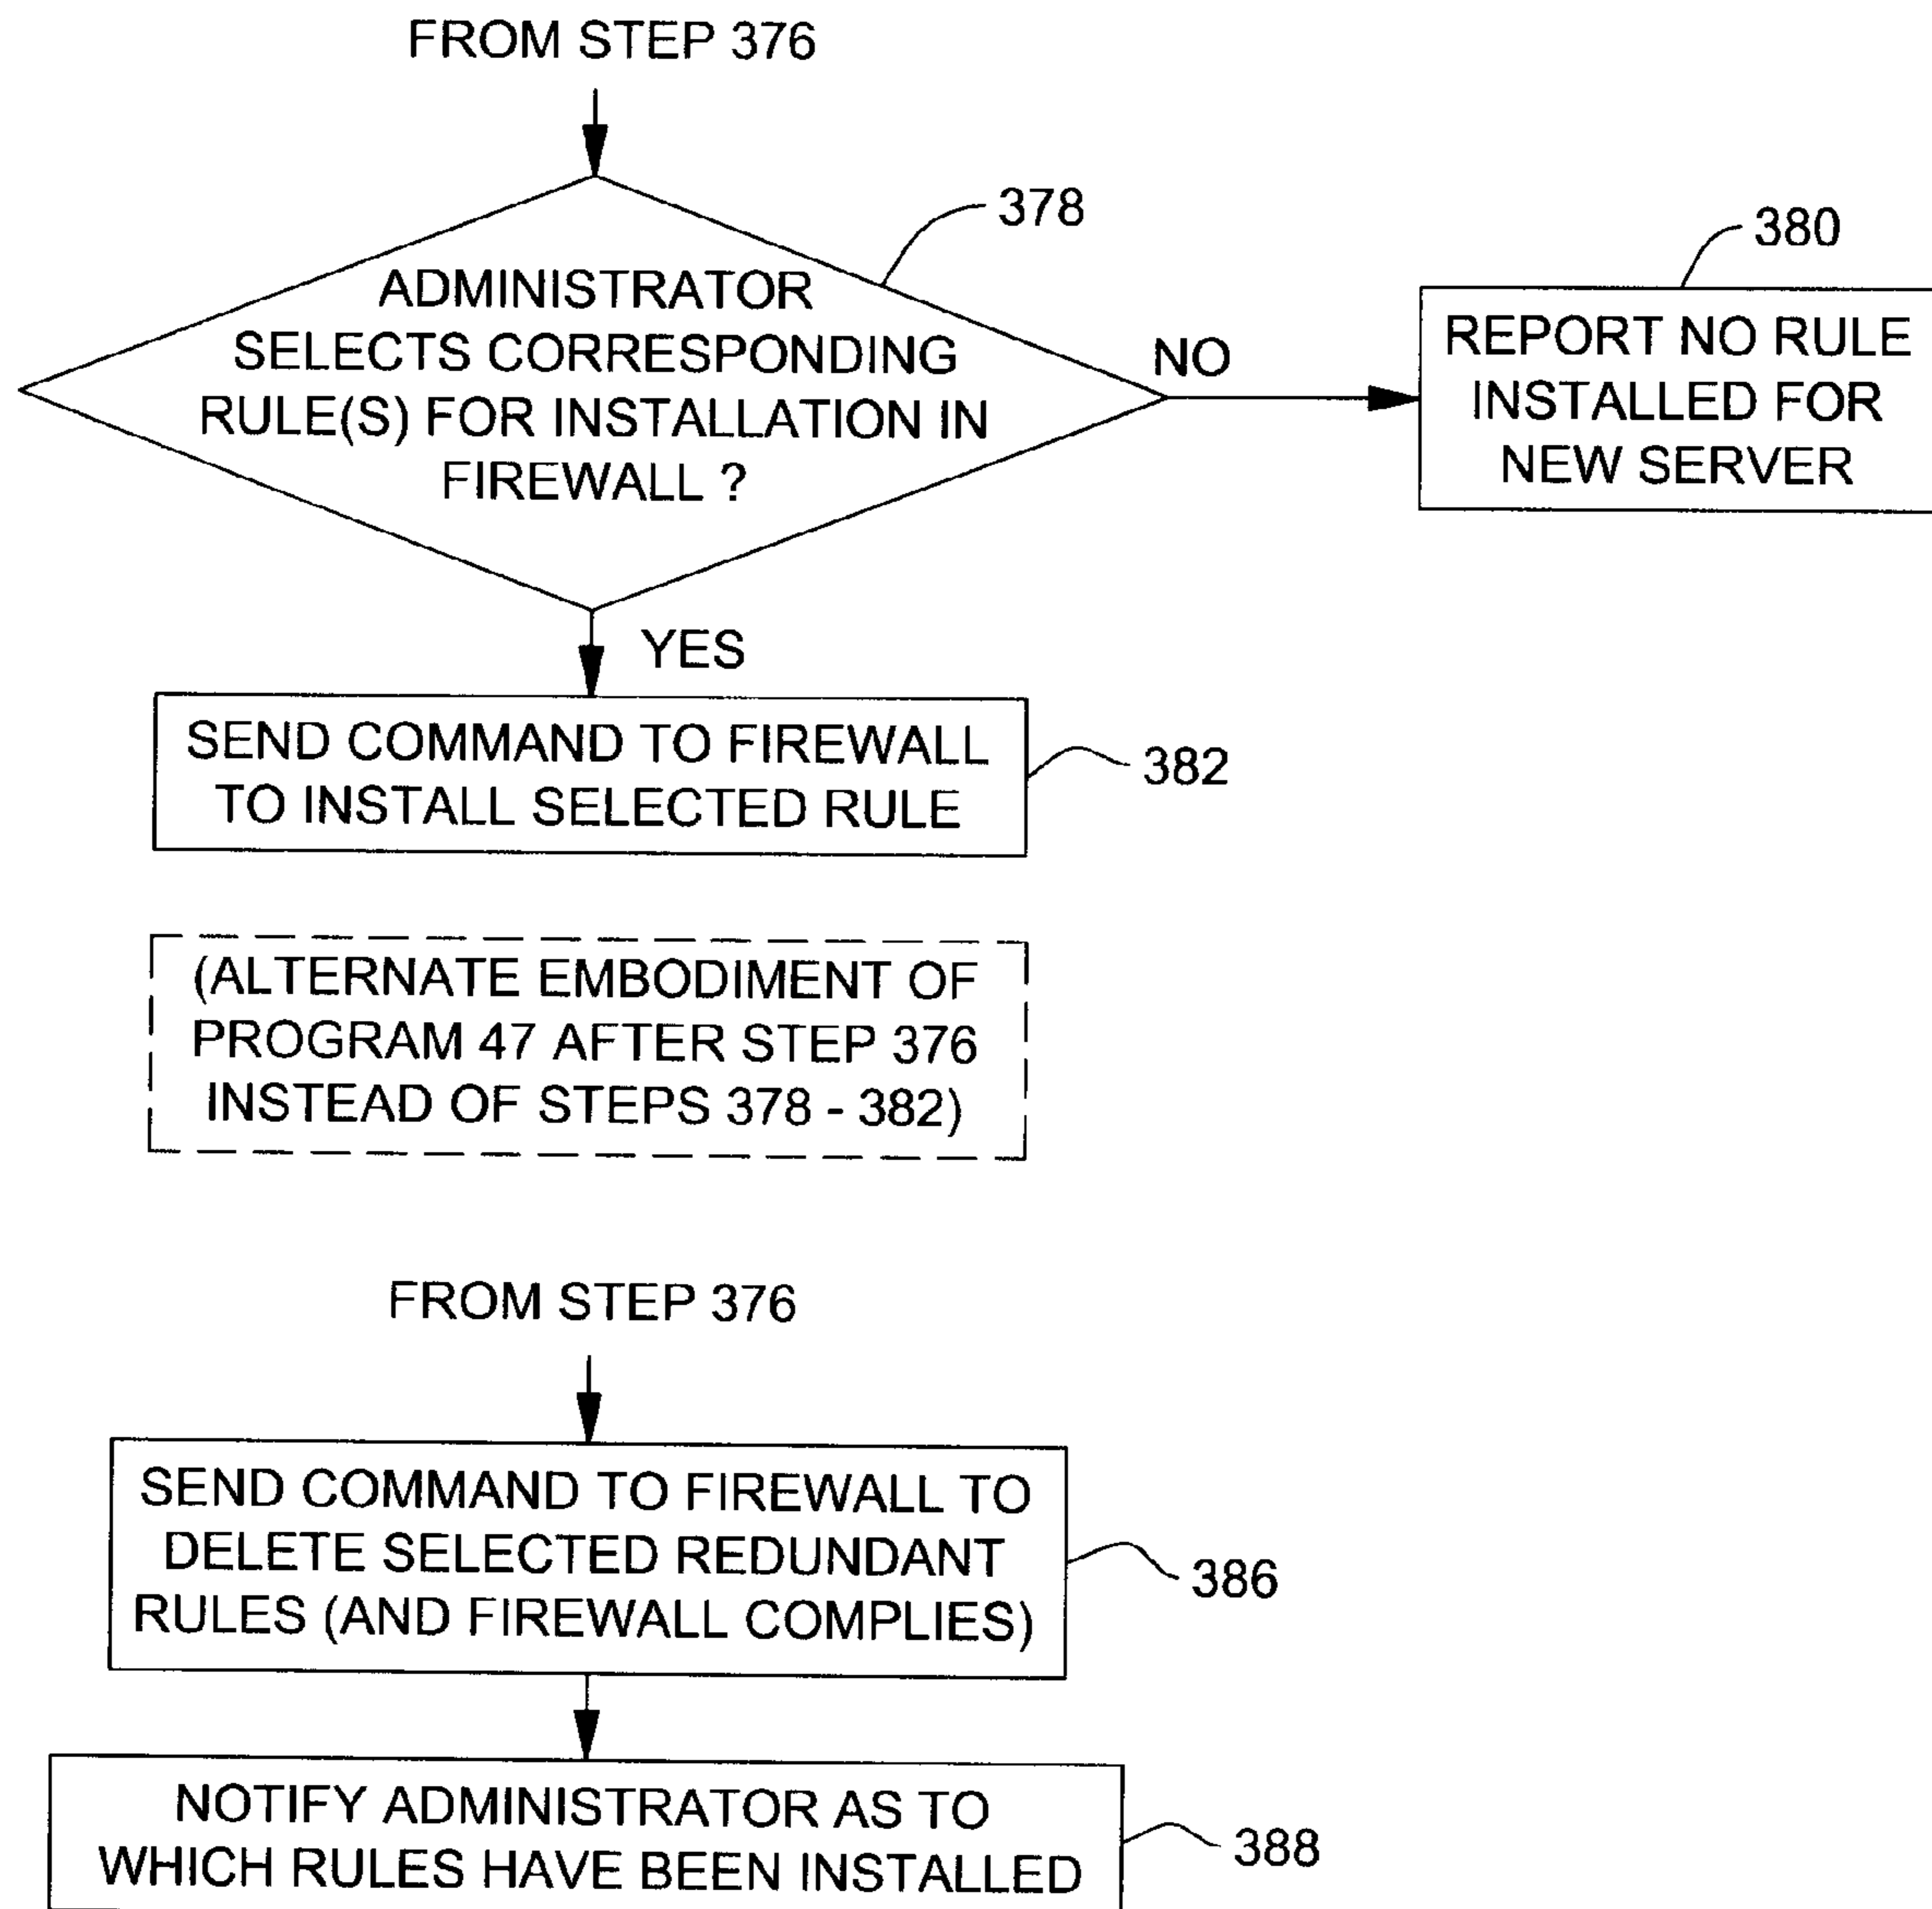 FROM STEP 376
378
ADMINISTRATOR
SELECTS CORRESPONDING
RULE(S) FOR INSTALLATION IN
FIREWALL ?
NO
380
REPORT NO RULE
INSTALLED FOR
NEW SERVER
YES
SEND COMMAND TO FIREWALL
TO INSTALL SELECTED RULE
382
(ALTERNATE EMBODIMENT OF
PROGRAM 47 AFTER STEP 376
INSTEAD OF STEPS 378 - 382)
FROM STEP 376
SEND COMMAND TO FIREWALL TO
DELETE SELECTED REDUNDANT
RULES (AND FIREWALL COMPLIES)
386
NOTIFY ADMINISTRATOR AS TO
WHICH RULES HAVE BEEN INSTALLED
388